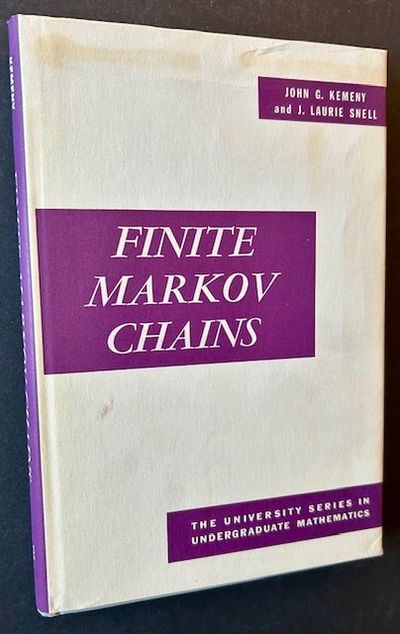 JOHN G. KEMENY
and J. LAURIE SNELL
FINITE
MARKOV
CHAINS
THE UNIVERSITY SERIES IN
UNDERGRADUATE MATHEMATICS